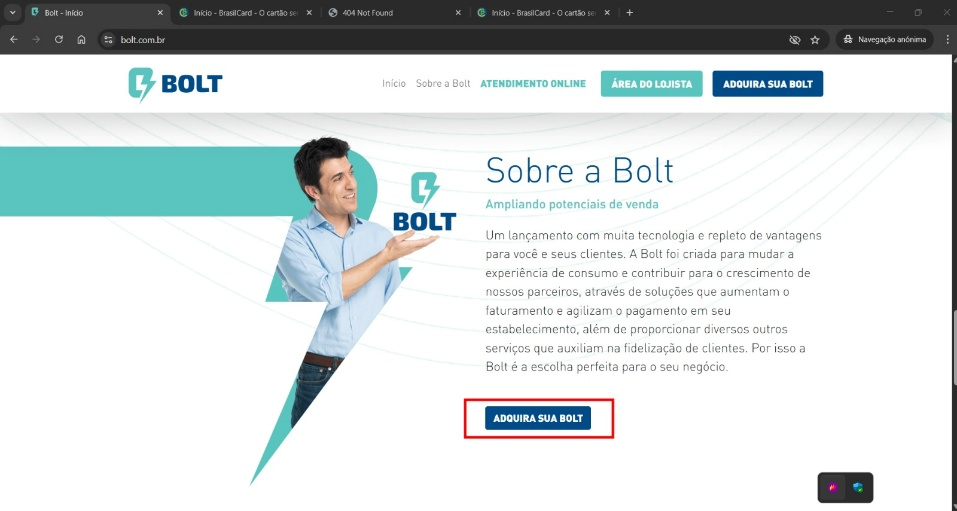 Bolt - Início
Início - BrasilCard - O cartão se
404 Not Found
Início - BrasilCard - O cartão se
bolt.com.br
Navegação anónima
BOLT
Início
Sobre a Bolt
ATENDIMENTO ONLINE
ÁREA DO LOJISTA
ADQUIRA SUA BOLT
BOLT
Sobre a Bolt
Ampliando potenciais de venda
Um lançamento com muita tecnologia e repleto de vantagens
para você e seus clientes. A Bolt foi criada para mudar a
experiência de consumo e contribuir para o crescimento de
nossos parceiros, através de soluções que aumentam o
faturamento e agilizam o pagamento em seu
estabelecimento, além de proporcionar diversos outros
serviços que auxiliam na fidelização de clientes. Por isso a
Bolt é a escolha perfeita para o seu negócio.
ADQUIRA SUA BOLT